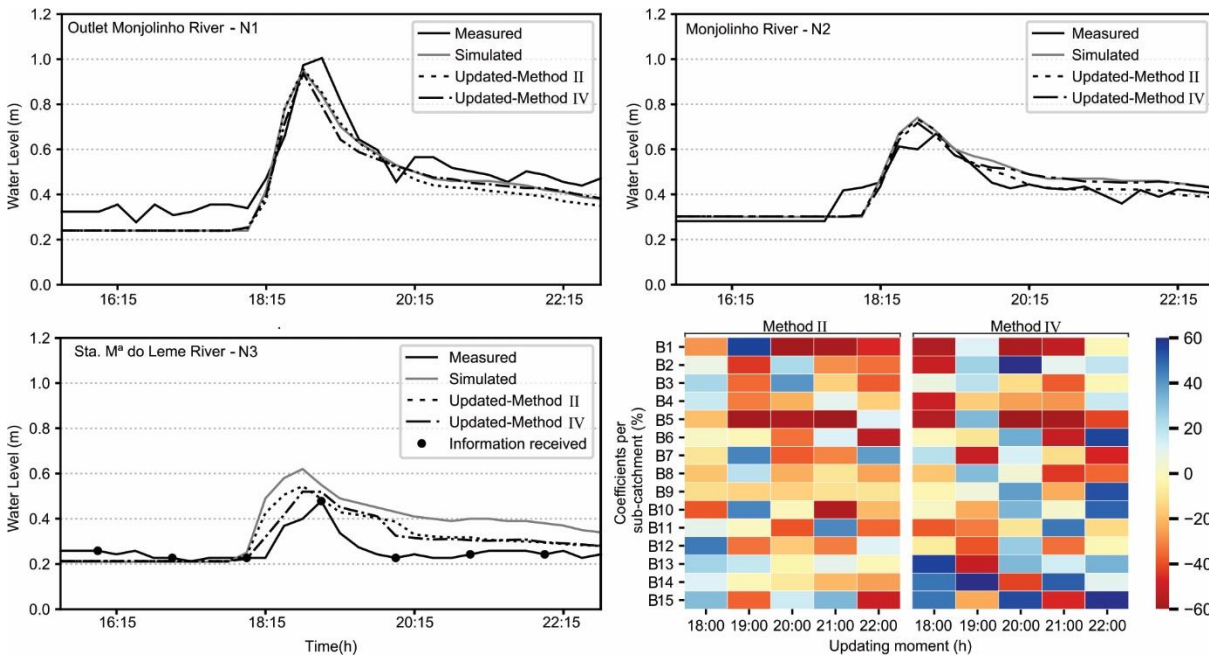 Outlet Monjolinho River - N1
Measured
Simulated
Updated-Method II
Updated-Method IV
Water Level (m)
1.2
1.0
0.8
0.6
0.4
0.2
0.0
16:15
18:15
20:15
22:15
Monjolinho River - N2
Measured
Simulated
Updated-Method II
Updated-Method IV
Water Level (m)
1.2
1.0
0.8
0.6
0.4
0.2
0.0
16:15
18:15
20:15
22:15
Sta. Mª do Leme River - N3
Measured
Simulated
Updated-Method II
Updated-Method IV
Information received
Water Level (m)
1.2
1.0
0.8
0.6
0.4
0.2
0.0
16:15
18:15
20:15
22:15
Time(h)
Method II
Method IV
Coefficients per
sub-catchment (%)
B1
B2
B3
B4
B5
B6
B7
B8
B9
B10
B11
B12
B13
B14
B15
18:00
19:00
20:00
21:00
22:00
18:00
19:00
20:00
21:00
22:00
Updating moment (h)
60
40
20
0
−20
−40
−60